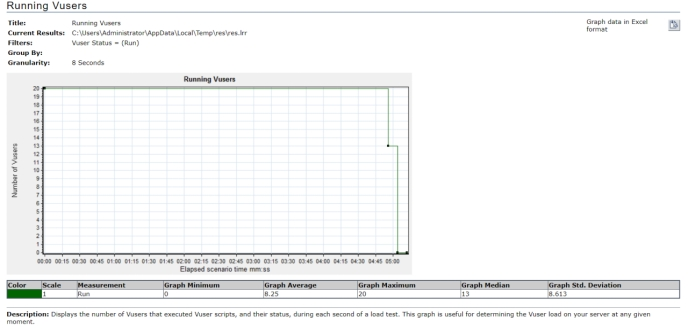 Running Vusers
Title: Running Vusers
Graph data in Excel format
Current Results: C:\Users\Administrator\AppData\Local\Temp\res\res.lrr
Filters: Vuser Status = (Run)
Group By:
Granularity: 8 Seconds
Running Vusers
20
19
18
17
16
15
14
13
12
11
10
9
8
7
6
5
4
3
2
1
0
Number of Vusers
00:00 00:15 00:30 00:45 01:00 01:15 01:30 01:45 02:00 02:15 02:30 02:45 03:00 03:15 03:30 03:45 04:00 04:15 04:30 04:45 05:00
Elapsed scenario time mm:ss
Color Scale Measurement Graph Minimum Graph Average Graph Maximum Graph Median Graph Std. Deviation
1 Run 0 8.25 20 13 8.613
Description: Displays the number of Vusers that executed Vuser scripts, and their status, during each second of a load test. This graph is useful for determining the Vuser load on your server at any given
moment.